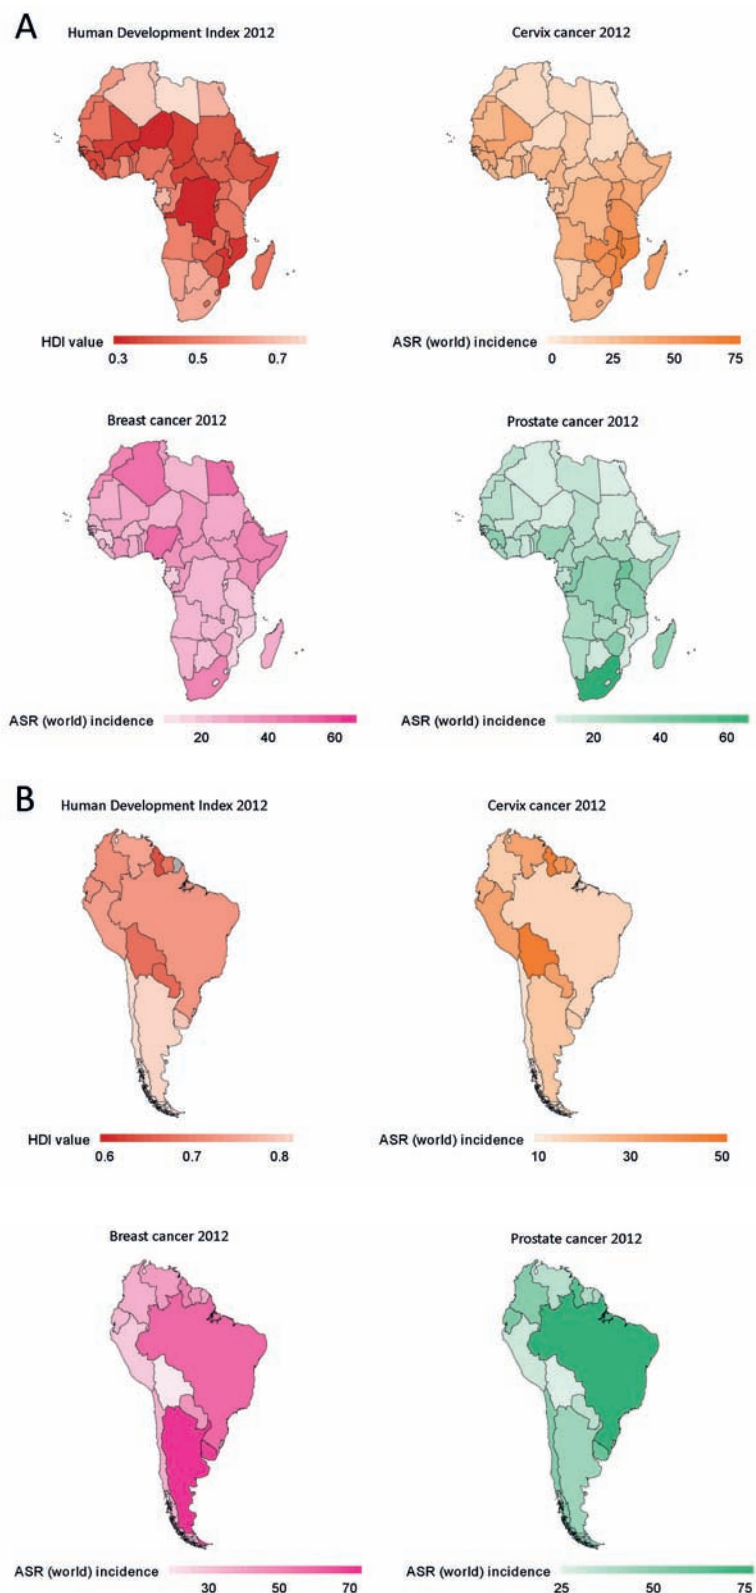 A
Human Development Index 2012
Cervix cancer 2012
HDI value
0.3 0.5 0.7
ASR (world) incidence
0 25 50 75
Breast cancer 2012
Prostate cancer 2012
ASR (world) incidence
20 40 60
ASR (world) incidence
20 40 60
B
Human Development Index 2012
Cervix cancer 2012
HDI value
0.6 0.7 0.8
ASR (world) incidence
10 30 50
Breast cancer 2012
Prostate cancer 2012
ASR (world) incidence
30 50 70
ASR (world) incidence
25 50 75